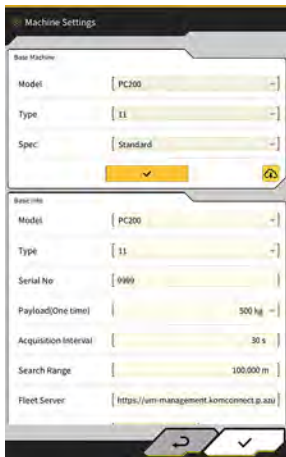 Machine Settings
Base Machine
Model PC200
Type 11
Spec Standard
Basic Info
Model PC200
Type 11
Serial No 9999
Payload(One time) 500 kg
Acquisition Interval 30 s
Search Range 100.000 m
Fleet Server https://um-management.komconnect.p.azu